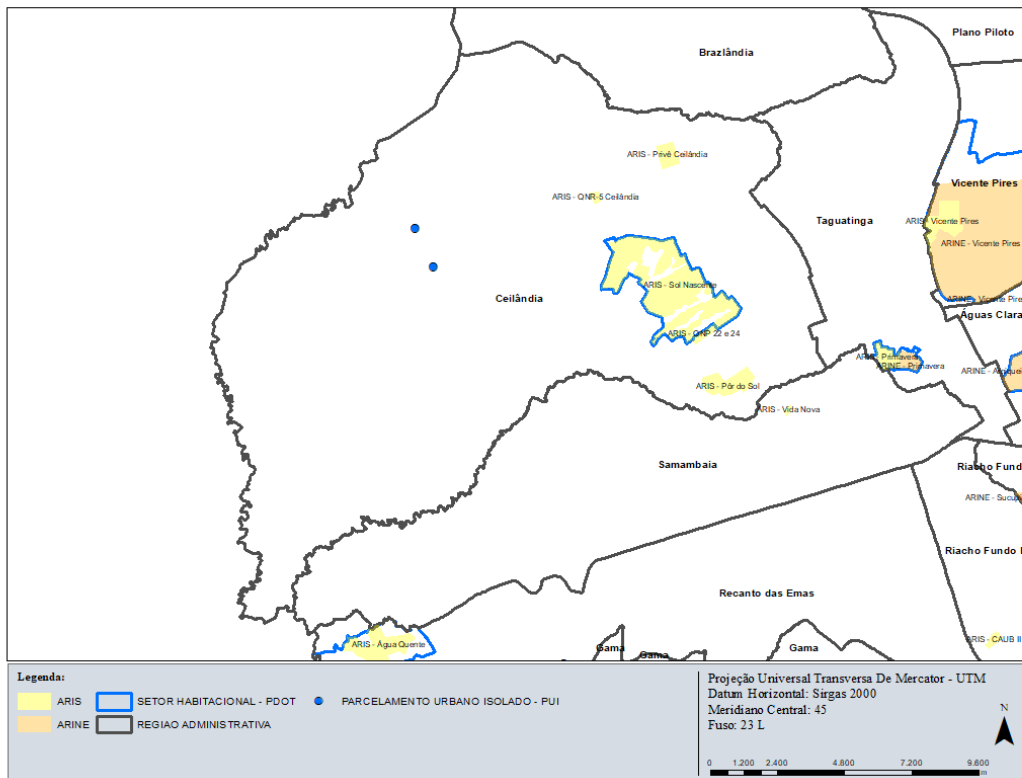 Plano Piloto
Brazlândia
ARIS - Privê Ceilândia
Vicente Pires
ARIS - QNR-5 Ceilândia
Taguatinga
ARIS - Vicente Pires
ARINE - Vicente Pires
ARIS - Sol Nascente
Ceilândia
ARINE - Vicente Pire
Águas Clara
ARIS - QNP 22 e 24
Primavera
ARINE - Primavera
ARIS - Pôr do Sol
ARIS - Vida Nova
Samambaia
Riacho Fund
ARINE - Sucup
Riacho Fundo I
Recanto das Emas
ARIS - Água Quente
Gama
Gama
Gama
ARIS - CAUB II
Legenda:
ARIS
SETOR HABITACIONAL - PDOT
PARCELAMENTO URBANO ISOLADO - PUI
ARINE
REGIAO ADMINISTRATIVA
Projeção Universal Transversa De Mercator - UTM
Datum Horizontal: Sirgas 2000
Meridiano Central: 45
Fuso: 23 L
N
0 1.200 2.400 4.800 7.200 9.600
m